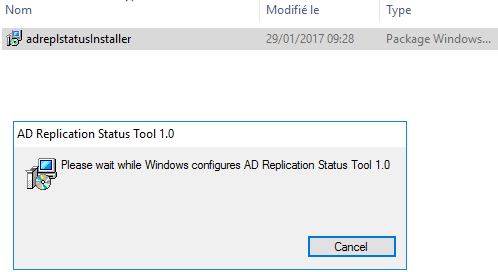 Nom Modifié le Type
adreplstatusInstaller 29/01/2017 09:28 Package Windows...
AD Replication Status Tool 1.0
Please wait while Windows configures AD Replication Status Tool 1.0
Cancel